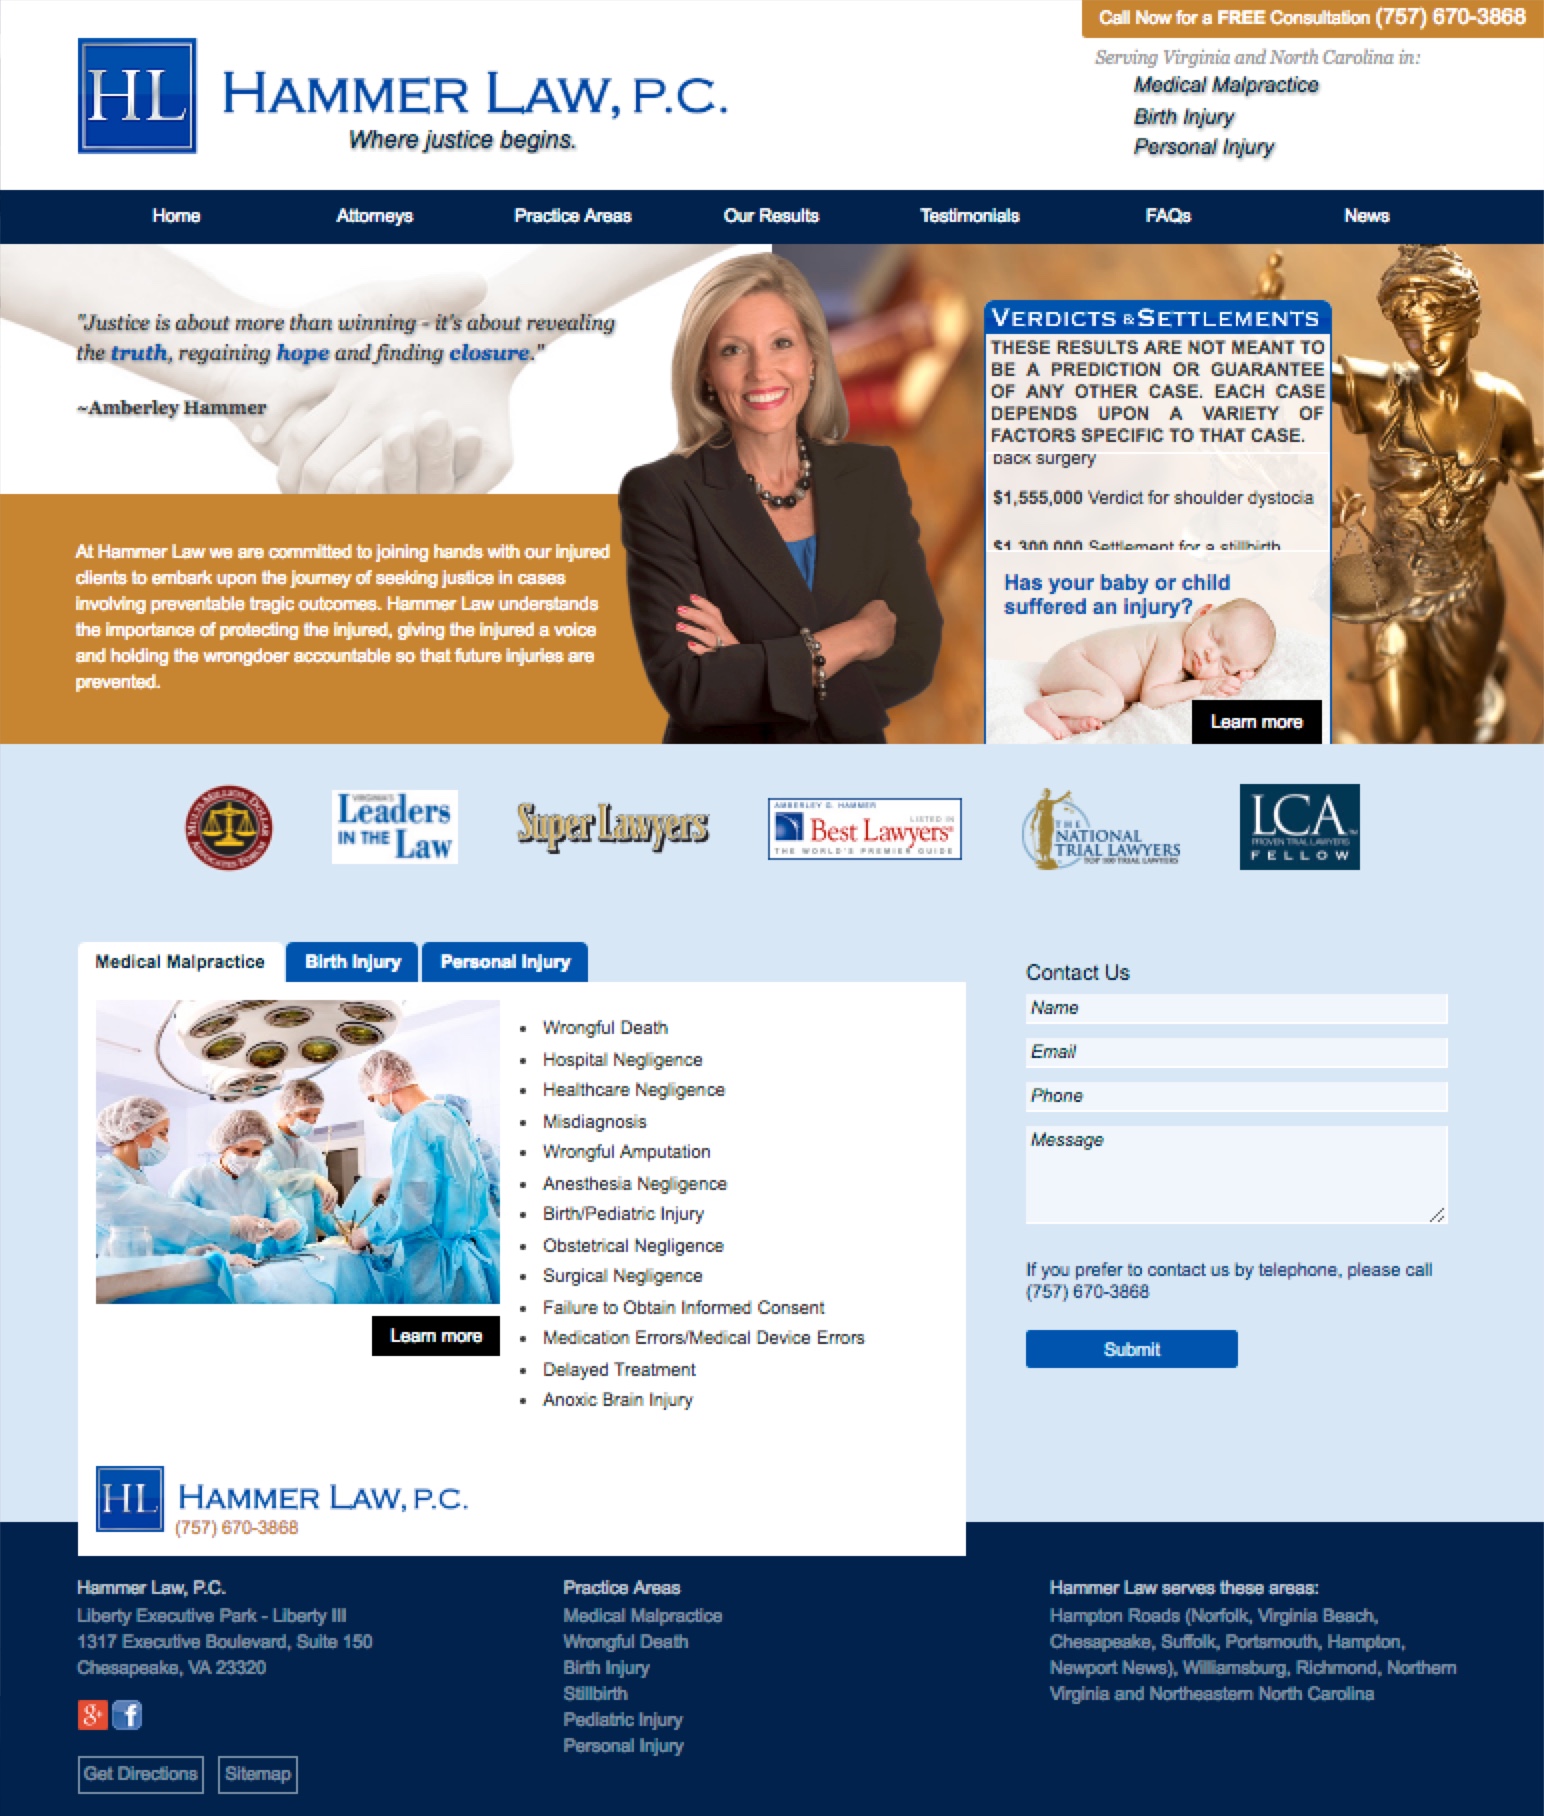 Call Now for a FREE Consultation (757) 670-3868
HL
HAMMER LAW, P.C.
Where justice begins.
Serving Virginia and North Carolina in:
Medical Malpractice
Birth Injury
Personal Injury
Home Attorneys Practice Areas Our Results Testimonials FAQs News
"Justice is about more than winning - it's about revealing
the truth, regaining hope and finding closure."
~Amberley Hammer
At Hammer Law we are committed to joining hands with our injured
clients to embark upon the journey of seeking justice in cases
involving preventable tragic outcomes. Hammer Law understands
the importance of protecting the injured, giving the injured a voice
and holding the wrongdoer accountable so that future injuries are
prevented.
VERDICTS & SETTLEMENTS
THESE RESULTS ARE NOT MEANT TO
BE A PREDICTION OR GUARANTEE
OF ANY OTHER CASE. EACH CASE
DEPENDS UPON A VARIETY OF
FACTORS SPECIFIC TO THAT CASE.
back surgery
$1,555,000 Verdict for shoulder dystocia
$1,300,000 Settlement for a stillbirth
Has your baby or child
suffered an injury?
Learn more
MULTI-MILLION DOLLAR
ADVOCATES FORUM
VIRGINIA'S
Leaders
IN THE Law
Super Lawyers
AMBERLEY G. HAMMER
LISTED IN
Best Lawyers®
THE WORLD'S PREMIER GUIDE
THE
NATIONAL
TRIAL LAWYERS
TOP 100 TRIAL LAWYERS
LCA™
PROVEN TRIAL LAWYERS
FELLOW
Medical Malpractice Birth Injury Personal Injury
Wrongful Death
Hospital Negligence
Healthcare Negligence
Misdiagnosis
Wrongful Amputation
Anesthesia Negligence
Birth/Pediatric Injury
Obstetrical Negligence
Surgical Negligence
Failure to Obtain Informed Consent
Medication Errors/Medical Device Errors
Delayed Treatment
Anoxic Brain Injury
Learn more
HL
HAMMER LAW, P.C.
(757) 670-3868
Contact Us
Name
Email
Phone
Message
If you prefer to contact us by telephone, please call
(757) 670-3868
Submit
Hammer Law, P.C.
Liberty Executive Park - Liberty III
1317 Executive Boulevard, Suite 150
Chesapeake, VA 23320
g+ f
Get Directions Sitemap
Practice Areas
Medical Malpractice
Wrongful Death
Birth Injury
Stillbirth
Pediatric Injury
Personal Injury
Hammer Law serves these areas:
Hampton Roads (Norfolk, Virginia Beach,
Chesapeake, Suffolk, Portsmouth, Hampton,
Newport News), Williamsburg, Richmond, Northern
Virginia and Northeastern North Carolina